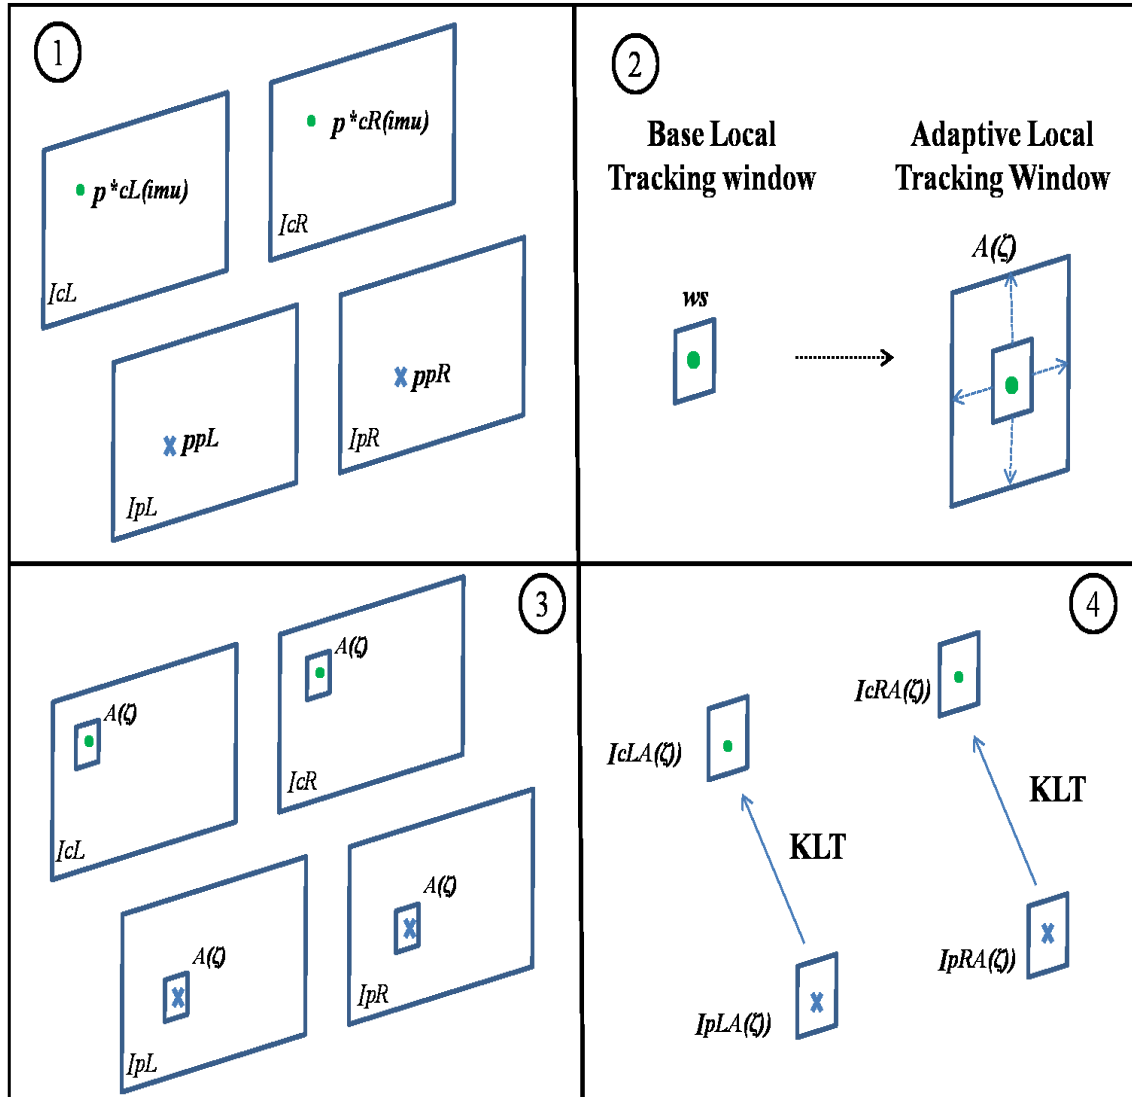 1
p*cR(imu)
p*cL(imu)
IcR
IcL
ppR
ppL
IpR
IpL
2
Base Local
Tracking window
Adaptive Local
Tracking Window
A(ζ)
ws
3
A(ζ)
A(ζ)
IcR
IcL
A(ζ)
A(ζ)
IpR
IpL
4
IcRA(ζ))
IcLA(ζ))
KLT
KLT
IpRA(ζ))
IpLA(ζ))